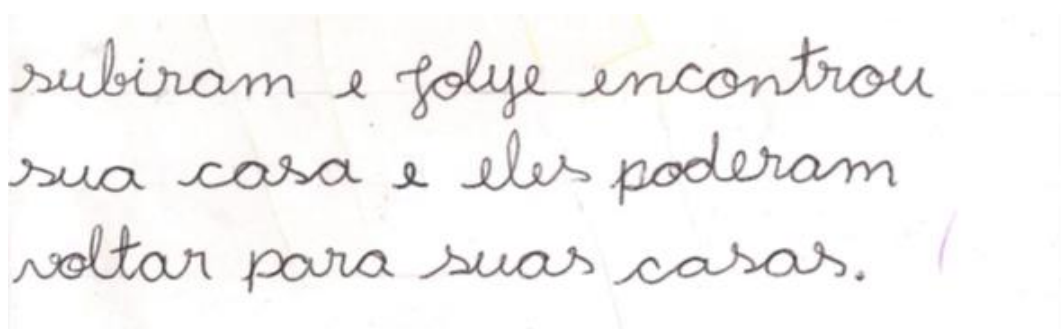 subiram e Jolye encontrou
sua casa e eles poderam
voltar para suas casas.